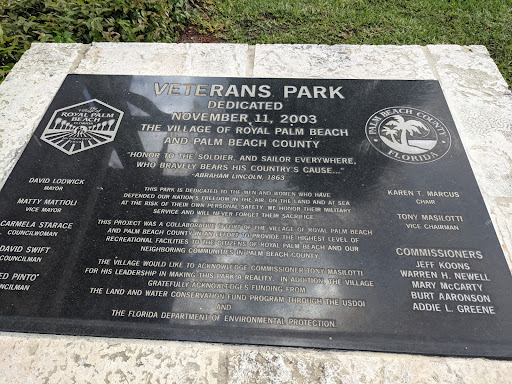 VETERANS PARK
DEDICATED
NOVEMBER 11, 2003
THE VILLAGE OF ROYAL PALM BEACH
AND PALM BEACH COUNTY
"HONOR TO THE SOLDIER, AND SAILOR EVERYWHERE,
WHO BRAVELY BEARS HIS COUNTRY'S CAUSE..."
-ABRAHAM LINCOLN, 1863
THIS PARK IS DEDICATED TO THE MEN AND WOMEN WHO HAVE
DEFENDED OUR NATION'S FREEDOM IN THE AIR, ON THE LAND AND AT SEA
AT THE RISK OF THEIR OWN PERSONAL SAFETY. WE HONOR THEIR MILITARY
SERVICE AND WILL NEVER FORGET THEIR SACRIFICE.
THIS PROJECT WAS A COLLABORATIVE EFFORT OF THE VILLAGE OF ROYAL PALM BEACH
AND PALM BEACH COUNTY IN AN EFFORT TO PROVIDE THE HIGHEST LEVEL OF
RECREATIONAL FACILITIES TO THE CITIZENS OF ROYAL PALM BEACH AND OUR
NEIGHBORING COMMUNITIES IN PALM BEACH COUNTY.
THE VILLAGE WOULD LIKE TO ACKNOWLEDGE COMMISSIONER TONY MASILOTTI
FOR HIS LEADERSHIP IN MAKING THIS PARK A REALITY. IN ADDITION, THE VILLAGE
GRATEFULLY ACKNOWLEDGES FUNDING FROM
THE LAND AND WATER CONSERVATION FUND PROGRAM THROUGH THE USDOI
AND
THE FLORIDA DEPARTMENT OF ENVIRONMENTAL PROTECTION.
ROYAL PALM
BEACH
FLORIDA
DAVID LODWICK
MAYOR
MATTY MATTIOLI
VICE MAYOR
CARMELA STARACE
COUNCILWOMAN
DAVID SWIFT
COUNCILMAN
ED PINTO
NCILMAN
PALM BEACH COUNTY
FLORIDA
KAREN T. MARCUS
CHAIR
TONY MASILOTTI
VICE CHAIRMAN
COMMISSIONERS
JEFF KOONS
WARREN H. NEWELL
MARY McCARTY
BURT AARONSON
ADDIE L. GREENE